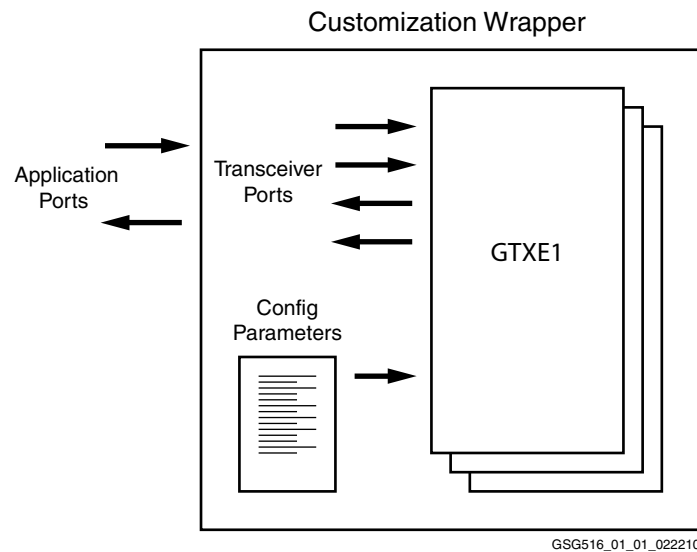 Customization Wrapper
Application
Ports
Transceiver
Ports
GTXE1
Config
Parameters
GSG516_01_01_022210